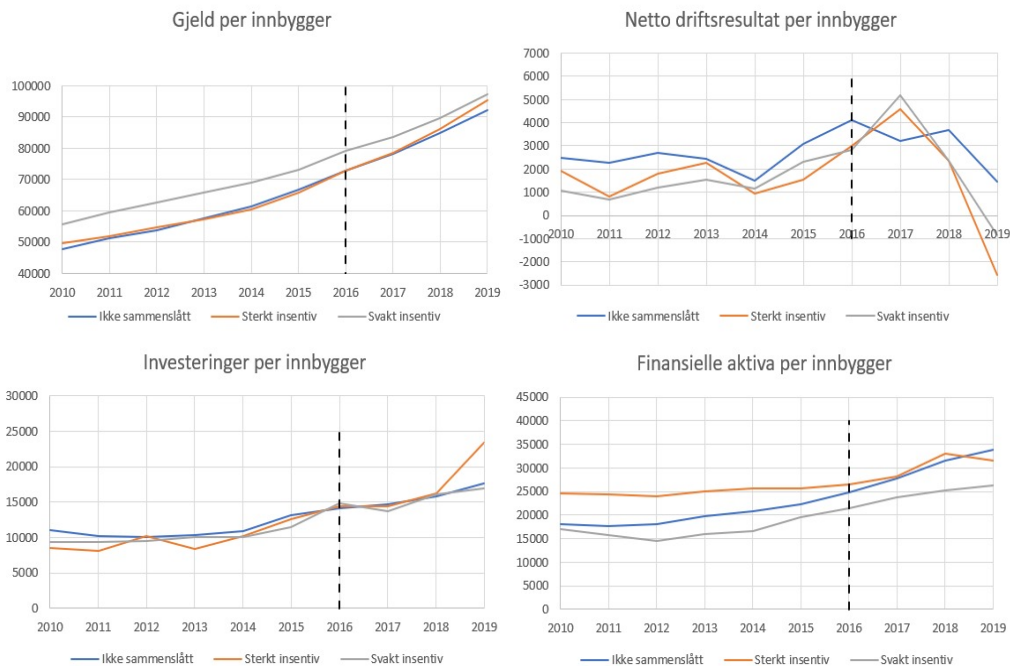 Gjeld per innbygger
100000
90000
80000
70000
60000
50000
40000
2010 2011 2012 2013 2014 2015 2016 2017 2018 2019
Ikke sammenslått Sterkt insentiv Svakt insentiv
Netto driftsresultat per innbygger
7000
6000
5000
4000
3000
2000
1000
0
2010 2011 2012 2013 2014 2015 2016 2017 2018 2019
-1000
-2000
-3000
Ikke sammenslått Sterkt insentiv Svakt insentiv
Investeringer per innbygger
30000
25000
20000
15000
10000
5000
0
2010 2011 2012 2013 2014 2015 2016 2017 2018 2019
Ikke sammenslått Sterkt insentiv Svakt insentiv
Finansielle aktiva per innbygger
45000
40000
35000
30000
25000
20000
15000
10000
5000
0
2010 2011 2012 2013 2014 2015 2016 2017 2018 2019
Ikke sammenslått Sterkt insentiv Svakt insentiv